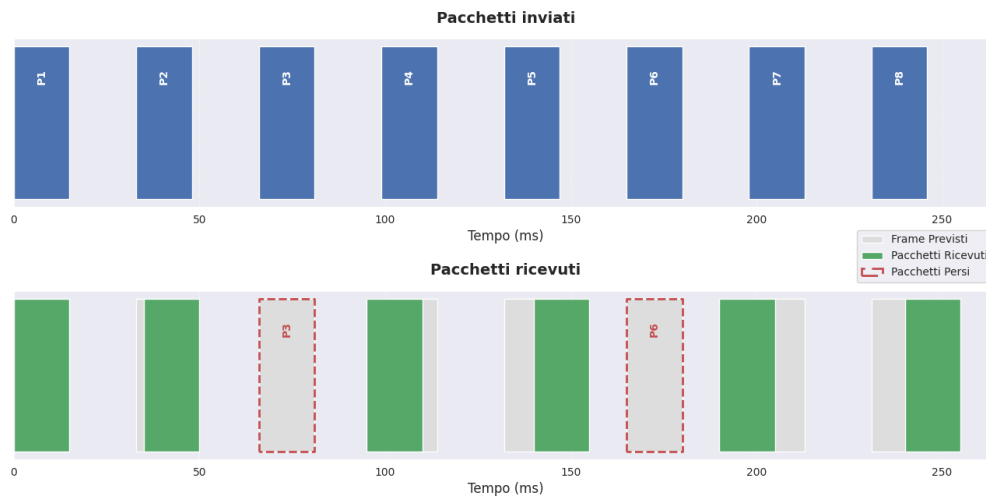 Pacchetti inviati
P1 P2 P3 P4 P5 P6 P7 P8
0 50 100 150 200 250
Tempo (ms)
Frame Previsti
Pacchetti Ricevuti
Pacchetti Persi
Pacchetti ricevuti
P3 P6
0 50 100 150 200 250
Tempo (ms)